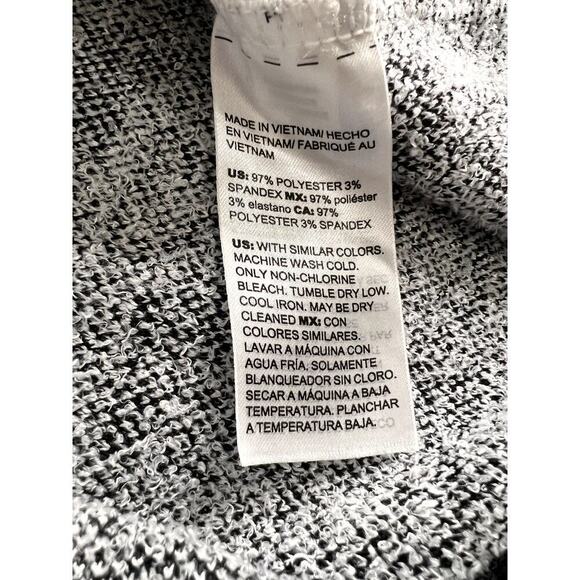 MADE IN VIETNAM/ HECHO
EN VIETNAM/ FABRIQUÉ AU
VIETNAM
US: 97% POLYESTER 3%
SPANDEX MX: 97% poliéster
3% elastano CA: 97%
POLYESTER 3% SPANDEX
US: WITH SIMILAR COLORS.
MACHINE WASH COLD.
ONLY NON-CHLORINE
BLEACH. TUMBLE DRY LOW.
COOL IRON. MAY BE DRY
CLEANED MX: CON
COLORES SIMILARES.
LAVAR A MÁQUINA CON
AGUA FRÍA. SOLAMENTE
BLANQUEADOR SIN CLORO.
SECAR A MÁQUINA A BAJA
TEMPERATURA. PLANCHAR
A TEMPERATURA BAJA.